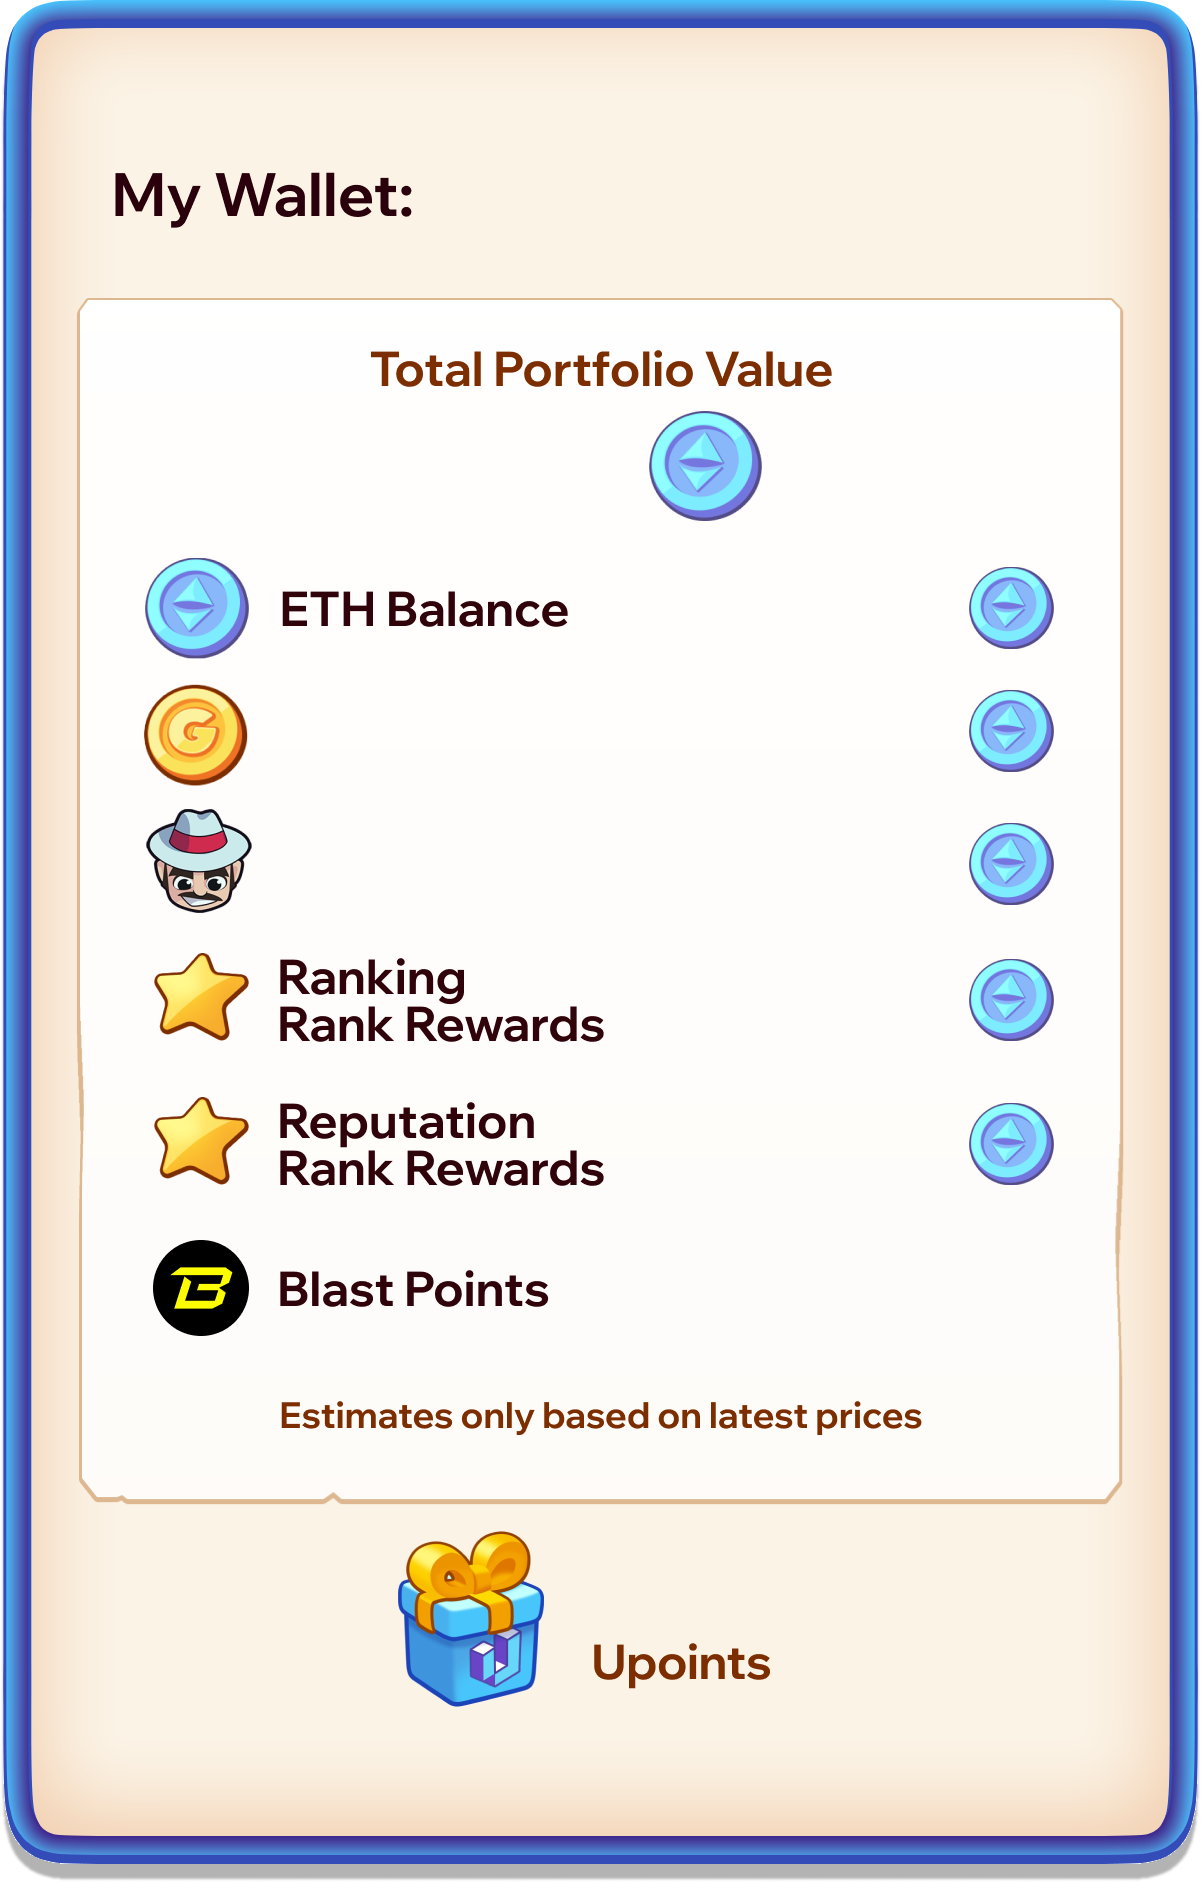 My Wallet:
Total Portfolio Value
ETH Balance
G
Ranking
Rank Rewards
Reputation
Rank Rewards
B
Blast Points
Estimates only based on latest prices
U
Upoints